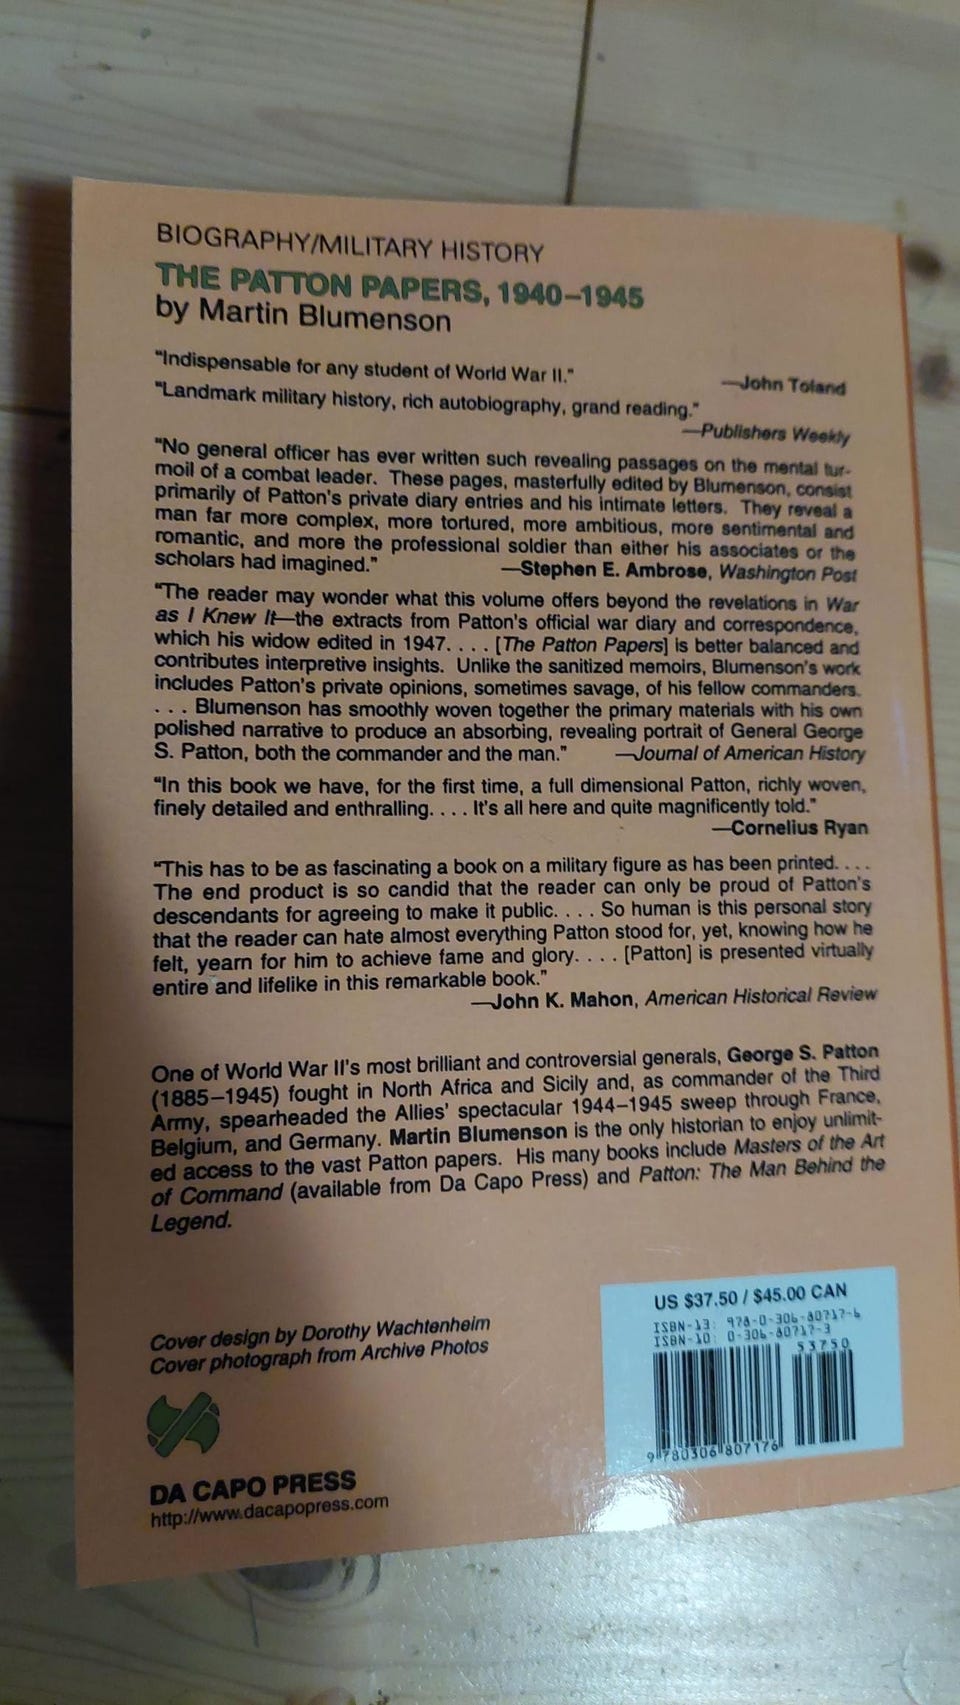 BIOGRAPHY/MILITARY HISTORY
THE PATTON PAPERS, 1940–1945
by Martin Blumenson
"Indispensable for any student of World War II."
—John Toland
"Landmark military history, rich autobiography, grand reading."
—Publishers Weekly
"No general officer has ever written such revealing passages on the mental tur-
moil of a combat leader. These pages, masterfully edited by Blumenson, consist
primarily of Patton's private diary entries and his intimate letters. They reveal a
man far more complex, more tortured, more ambitious, more sentimental and
romantic, and more the professional soldier than either his associates or the
scholars had imagined." —Stephen E. Ambrose, Washington Post
"The reader may wonder what this volume offers beyond the revelations in War
as I Knew It—the extracts from Patton's official war diary and correspondence,
which his widow edited in 1947. . . . [The Patton Papers] is better balanced and
contributes interpretive insights. Unlike the sanitized memoirs, Blumenson's work
includes Patton's private opinions, sometimes savage, of his fellow commanders.
. . . Blumenson has smoothly woven together the primary materials with his own
polished narrative to produce an absorbing, revealing portrait of General George
S. Patton, both the commander and the man." —Journal of American History
"In this book we have, for the first time, a full dimensional Patton, richly woven,
finely detailed and enthralling. . . . It's all here and quite magnificently told."
—Cornelius Ryan
"This has to be as fascinating a book on a military figure as has been printed. . . .
The end product is so candid that the reader can only be proud of Patton's
descendants for agreeing to make it public. . . . So human is this personal story
that the reader can hate almost everything Patton stood for, yet, knowing how he
felt, yearn for him to achieve fame and glory. . . . [Patton] is presented virtually
entire and lifelike in this remarkable book."
—John K. Mahon, American Historical Review
One of World War II's most brilliant and controversial generals, George S. Patton
(1885–1945) fought in North Africa and Sicily and, as commander of the Third
Army, spearheaded the Allies' spectacular 1944–1945 sweep through France,
Belgium, and Germany. Martin Blumenson is the only historian to enjoy unlimit-
ed access to the vast Patton papers. His many books include Masters of the Art
of Command (available from Da Capo Press) and Patton: The Man Behind the
Legend.
US $37.50 / $45.00 CAN
ISBN-13: 978-0-306-80717-6
ISBN-10: 0-306-80717-3
53750
9 780306 807176
Cover design by Dorothy Wachtenheim
Cover photograph from Archive Photos
DA CAPO PRESS
http://www.dacapopress.com